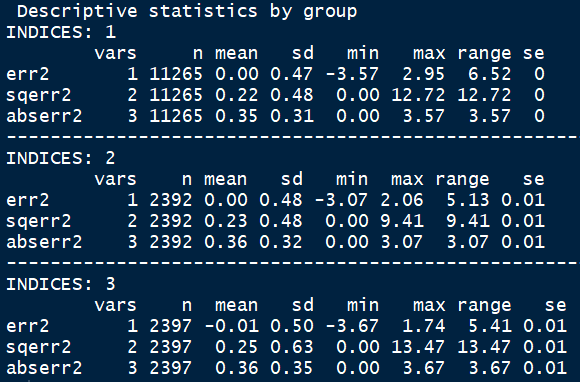 Descriptive statistics by group
INDICES: 1
vars n mean sd min max range se
err2 1 11265 0.00 0.47 -3.57 2.95 6.52 0
sqerr2 2 11265 0.22 0.48 0.00 12.72 12.72 0
abserr2 3 11265 0.35 0.31 0.00 3.57 3.57 0
------------------------------------------------------------
INDICES: 2
vars n mean sd min max range se
err2 1 2392 0.00 0.48 -3.07 2.06 5.13 0.01
sqerr2 2 2392 0.23 0.48 0.00 9.41 9.41 0.01
abserr2 3 2392 0.36 0.32 0.00 3.07 3.07 0.01
------------------------------------------------------------
INDICES: 3
vars n mean sd min max range se
err2 1 2397 -0.01 0.50 -3.67 1.74 5.41 0.01
sqerr2 2 2397 0.25 0.63 0.00 13.47 13.47 0.01
abserr2 3 2397 0.36 0.35 0.00 3.67 3.67 0.01